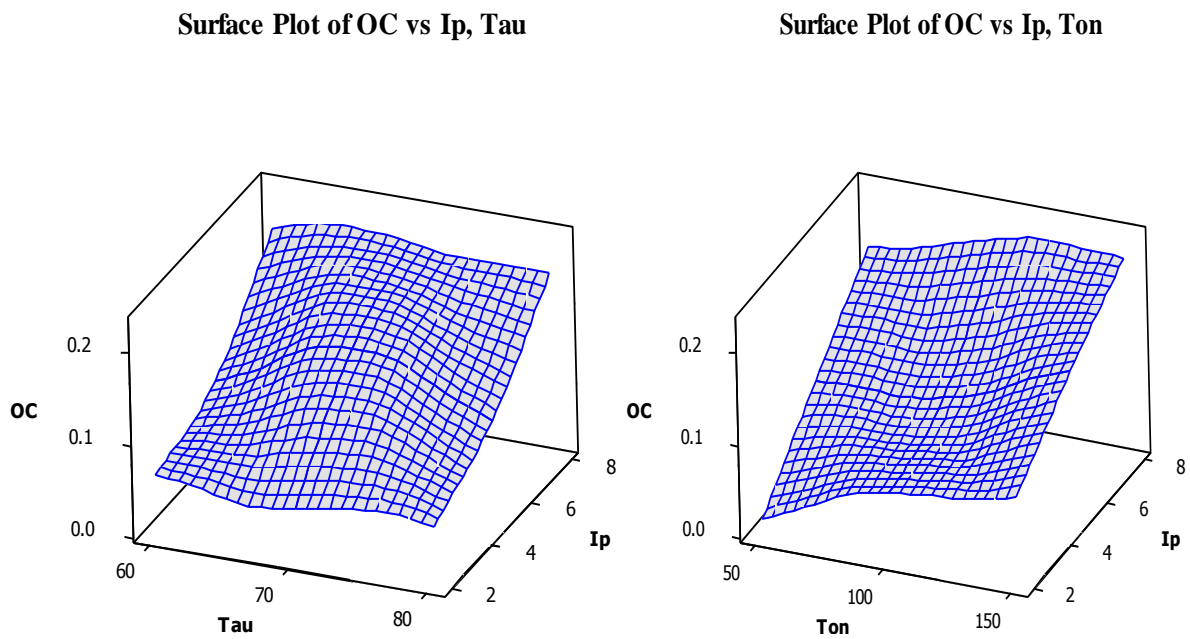 Surface Plot of OC vs Ip, Tau
0.2
OC
0.1
0.0
60
70
80
Tau
2
4
6
8
Ip
Surface Plot of OC vs Ip, Ton
0.2
OC
0.1
0.0
50
100
150
Ton
2
4
6
8
Ip